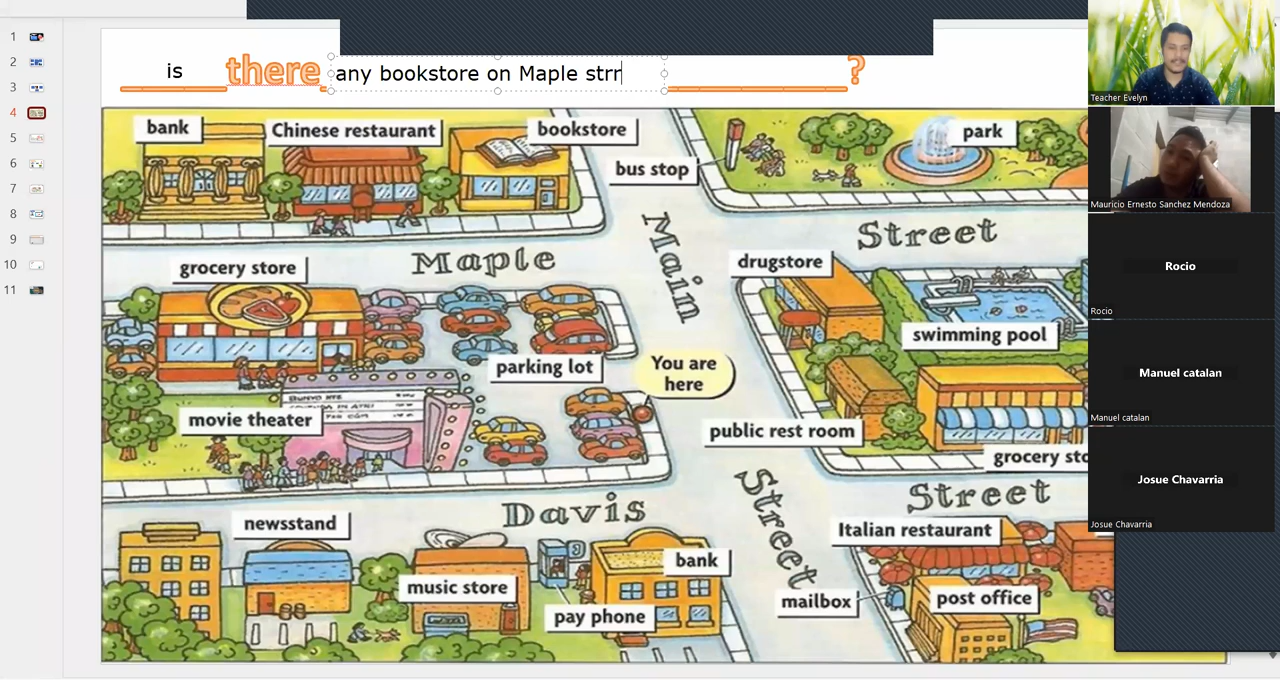 1
2
3
4
5
6
7
8
9
10
11
is there any bookstore on Maple strr ?
bank
Chinese restaurant
bookstore
park
bus stop
Main
Street
Maple
grocery store
drugstore
swimming pool
parking lot
You are
here
movie theater
public rest room
grocery sto
Street
Street
Davis
newsstand
Italian restaurant
bank
music store
mailbox
post office
pay phone
Teacher Evelyn
Mauricio Ernesto Sanchez Mendoza
Rocio
Rocio
Manuel catalan
Manuel catalan
Josue Chavarria
Josue Chavarria